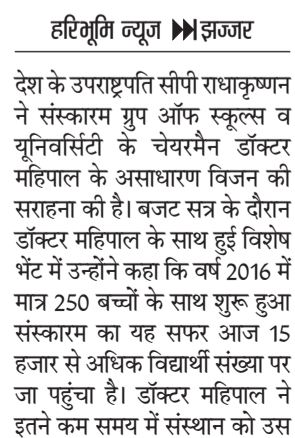 हरिभूमि न्यूज ▶▶ झज्जर
देश के उपराष्ट्रपति सीपी राधाकृष्णन
ने संस्कारम ग्रुप ऑफ स्कूल्स व
यूनिवर्सिटी के चेयरमैन डॉक्टर
महिपाल के असाधारण विजन की
सराहना की है। बजट सत्र के दौरान
डॉक्टर महिपाल के साथ हुई विशेष
भेंट में उन्होंने कहा कि वर्ष 2016 में
मात्र 250 बच्चों के साथ शुरू हुआ
संस्कारम का यह सफर आज 15
हजार से अधिक विद्यार्थी संख्या पर
जा पहुंचा है। डॉक्टर महिपाल ने
इतने कम समय में संस्थान को उस